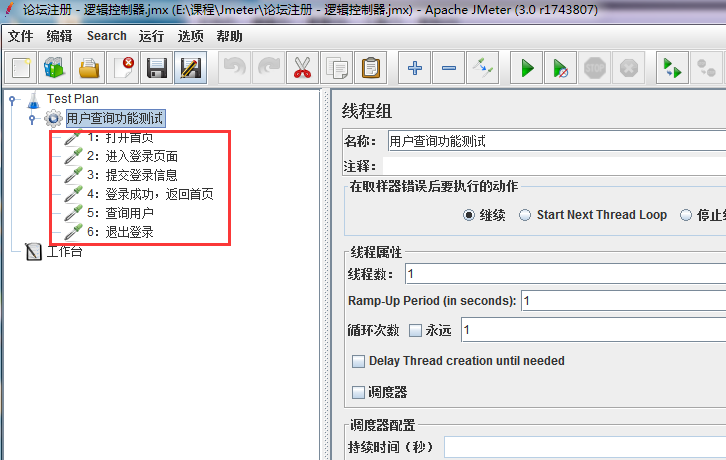 论坛注册 - 逻辑控制器.jmx (E:\课程\Jmeter\论坛注册 - 逻辑控制器.jmx) - Apache JMeter (3.0 r1743807)
文件 编辑 Search 运行 选项 帮助
Test Plan
用户查询功能测试
1：打开首页
2：进入登录页面
3：提交登录信息
4：登录成功，返回首页
5：查询用户
6：退出登录
工作台
线程组
名称： 用户查询功能测试
注释：
在取样器错误后要执行的动作
继续 Start Next Thread Loop 停止
线程属性
线程数： 1
Ramp-Up Period (in seconds): 1
循环次数 永远 1
Delay Thread creation until needed
调度器
调度器配置
持续时间（秒）